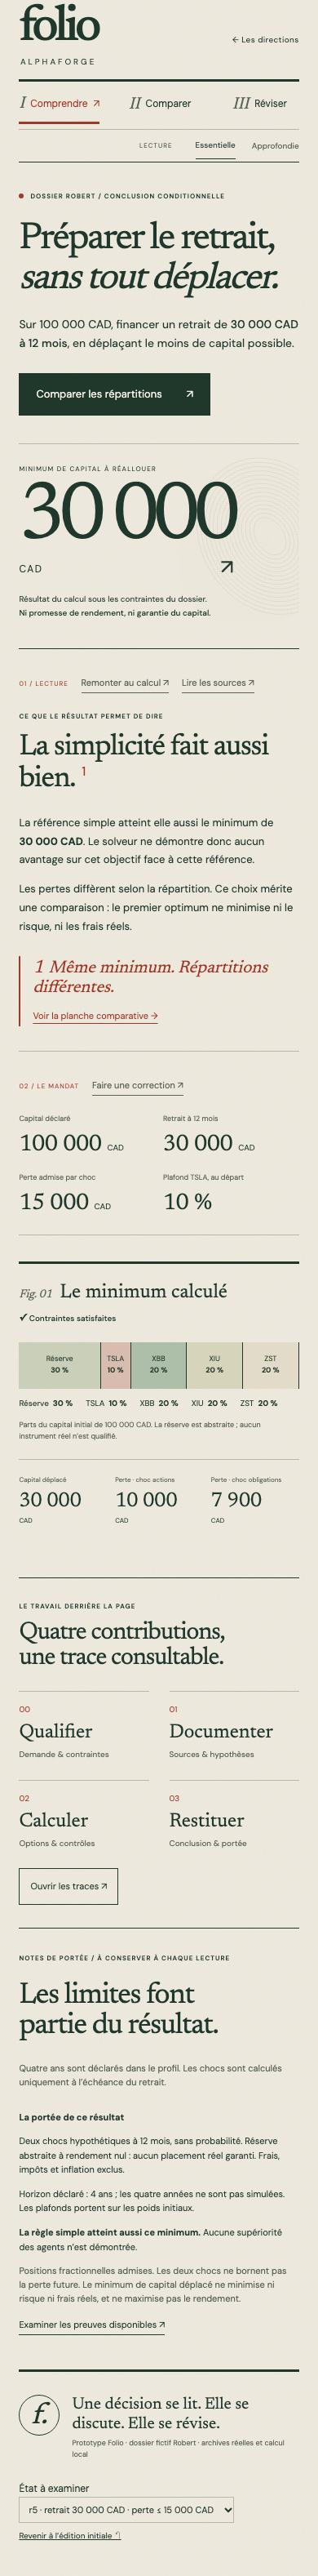 folio
ALPHAFORGE
← Les directions
I Comprendre ↗
II Comparer
III Réviser
LECTURE Essentielle Approfondie
DOSSIER ROBERT / CONCLUSION CONDITIONNELLE
Préparer le retrait,
sans tout déplacer.
Sur 100 000 CAD, financer un retrait de 30 000 CAD
à 12 mois, en déplaçant le moins de capital possible.
Comparer les répartitions ↗
MINIMUM DE CAPITAL À RÉALLOUER
30 000
CAD ↗
Résultat du calcul sous les contraintes du dossier.
Ni promesse de rendement, ni garantie du capital.
01 / LECTURE Remonter au calcul ↗ Lire les sources ↗
CE QUE LE RÉSULTAT PERMET DE DIRE
La simplicité fait aussi
bien. 1
La référence simple atteint elle aussi le minimum de
30 000 CAD. Le solveur ne démontre donc aucun
avantage sur cet objectif face à cette référence.
Les pertes diffèrent selon la répartition. Ce choix mérite
une comparaison : le premier optimum ne minimise ni le
risque, ni les frais réels.
1 Même minimum. Répartitions
différentes.
Voir la planche comparative →
02 / LE MANDAT Faire une correction ↗
Capital déclaré
100 000 CAD
Retrait à 12 mois
30 000 CAD
Perte admise par choc
15 000 CAD
Plafond TSLA, au départ
10 %
Fig. 01 Le minimum calculé
✓ Contraintes satisfaites
Réserve
30 %
TSLA
10 %
XBB
20 %
XIU
20 %
ZST
20 %
Réserve 30 % TSLA 10 % XBB 20 % XIU 20 % ZST 20 %
Parts du capital initial de 100 000 CAD. La réserve est abstraite ; aucun
instrument réel n'est qualifié.
Capital déplacé
30 000
CAD
Perte · choc actions
10 000
CAD
Perte · choc obligations
7 900
CAD
LE TRAVAIL DERRIÈRE LA PAGE
Quatre contributions,
une trace consultable.
00
Qualifier
Demande & contraintes
01
Documenter
Sources & hypothèses
02
Calculer
Options & contrôles
03
Restituer
Conclusion & portée
Ouvrir les traces ↗
NOTES DE PORTÉE / À CONSERVER À CHAQUE LECTURE
Les limites font
partie du résultat.
Quatre ans sont déclarés dans le profil. Les chocs sont calculés
uniquement à l'échéance du retrait.
La portée de ce résultat
Deux chocs hypothétiques à 12 mois, sans probabilité. Réserve
abstraite à rendement nul : aucun placement réel garanti. Frais,
impôts et inflation exclus.
Horizon déclaré : 4 ans ; les quatre années ne sont pas simulées.
Les plafonds portent sur les poids initiaux.
La règle simple atteint aussi ce minimum. Aucune supériorité
des agents n'est démontrée.
Positions fractionnelles admises. Les deux chocs ne bornent pas
la perte future. Le minimum de capital déplacé ne minimise ni
risque ni frais réels, et ne maximise pas le rendement.
Examiner les preuves disponibles ↗
f.
Une décision se lit. Elle se
discute. Elle se révise.
Prototype Folio · dossier fictif Robert · archives réelles et calcul
local
État à examiner
r5 · retrait 30 000 CAD · perte ≤ 15 000 CAD
Revenir à l'édition initiale